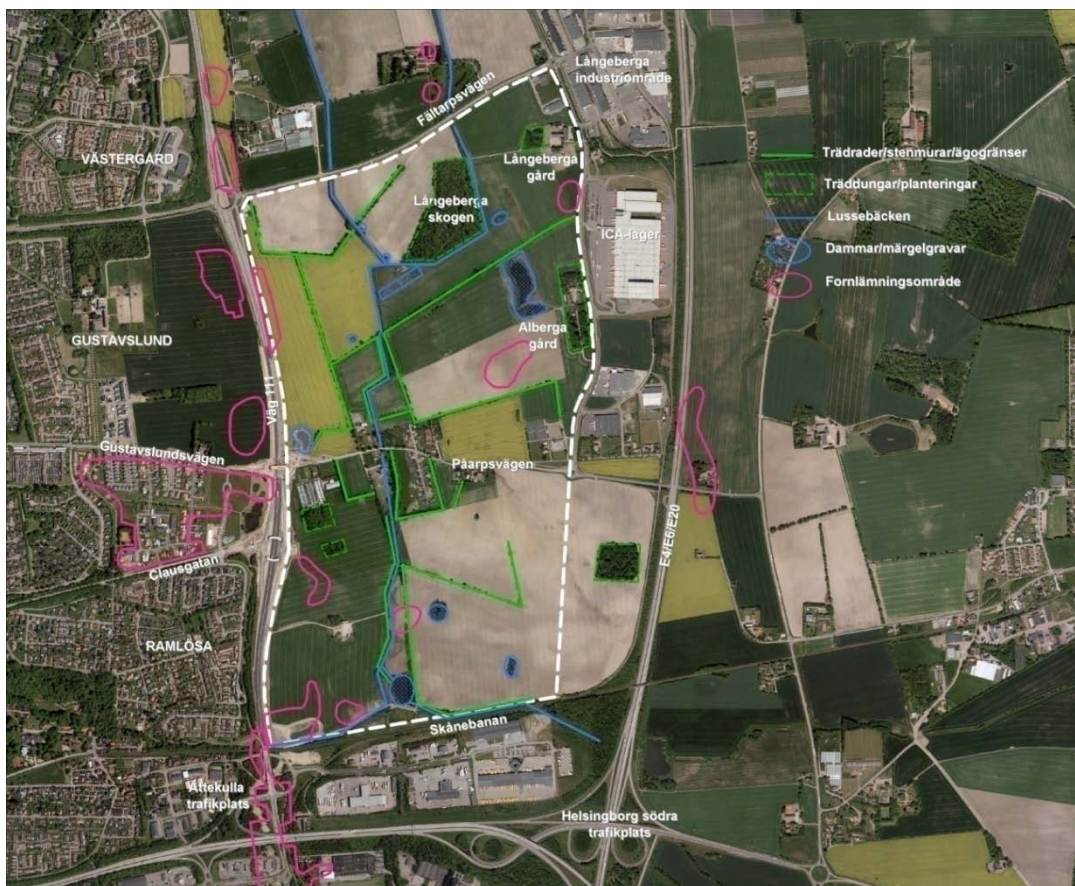 Långeberga
industriområde
Fältarpsvägen
VÄSTERGÅRD
Långeberga
gård
Långeberga
skogen
Trädrader/stenmurar/ägogränser
Träddungar/planteringar
Lussebäcken
Dammar/märgelgravar
Fornlämningsområde
ICA-lager
GUSTAVSLUND
Alberga
gård
Väg 111
Gustavslundsvägen
Påarpsvägen
E4/E6/E20
Clausgatan
RAMLÖSA
Skånebanan
Ättekulla
trafikplats
Helsingborg södra
trafikplats